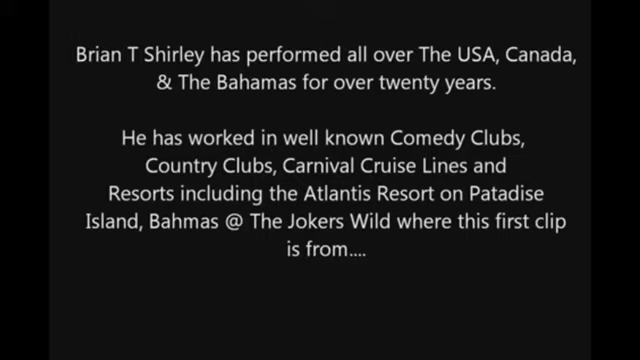 Brian T Shirley has performed all over The USA, Canada,
& The Bahamas for over twenty years.
He has worked in well known Comedy Clubs,
Country Clubs, Carnival Cruise Lines and
Resorts including the Atlantis Resort on Patadise
Island, Bahmas @ The Jokers Wild where this first clip
is from....